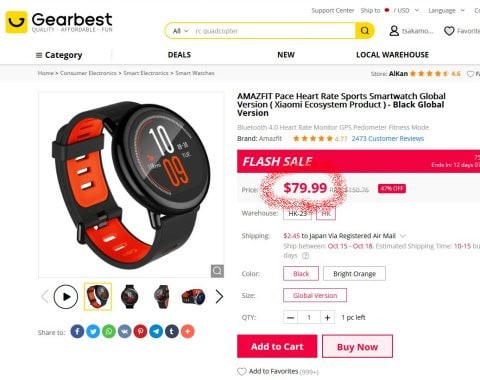 Gearbest
QUALITY · AFFORDABLE · FUN
Support Center Ship to / USD Language
All rc quadcopter
tsakamo... Favorite
Category DEALS NEW LOCAL WAREHOUSE
Home > Consumer Electronics > Smart Electronics > Smart Watches
Store: AlKan 4.6
AMAZFIT Pace Heart Rate Sports Smartwatch Global
Version ( Xiaomi Ecosystem Product ) - Black Global
Version
Bluetooth 4.0 Heart Rate Monitor GPS Pedometer Fitness Mode
Brand: Amazfit 4.77 2473 Customer Reviews
FLASH SALE
Ends In: 12 days
Price: $79.99 $150.76 47% OFF
Warehouse: HK-23 HK
Shipping: $2.45 to Japan Via Registered Air Mail
Ship between: Oct 15 - Oct 18. Estimated Shipping Time: 10-15 bu
days
Color: Black Bright Orange
Size: Global Version
QTY: 1 1 pc left
Share to:
Add to Cart Buy Now
Add to Favorites (999+)
10
09